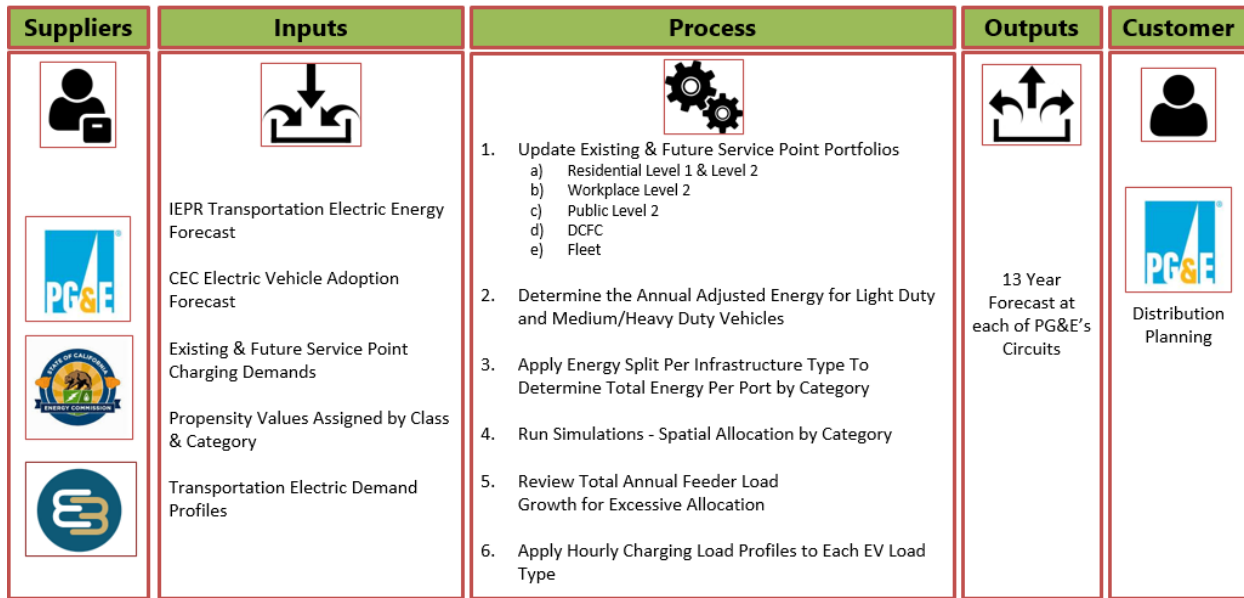 Suppliers
Inputs
Process
Outputs
Customer
PG&E
STATE OF CALIFORNIA
ENERGY COMMISSION
IEPR Transportation Electric Energy
Forecast
CEC Electric Vehicle Adoption
Forecast
Existing & Future Service Point
Charging Demands
Propensity Values Assigned by Class
& Category
Transportation Electric Demand
Profiles
1. Update Existing & Future Service Point Portfolios
a) Residential Level 1 & Level 2
b) Workplace Level 2
c) Public Level 2
d) DCFC
e) Fleet
2. Determine the Annual Adjusted Energy for Light Duty
and Medium/Heavy Duty Vehicles
3. Apply Energy Split Per Infrastructure Type To
Determine Total Energy Per Port by Category
4. Run Simulations - Spatial Allocation by Category
5. Review Total Annual Feeder Load
Growth for Excessive Allocation
6. Apply Hourly Charging Load Profiles to Each EV Load
Type
13 Year
Forecast at
each of PG&E's
Circuits
PG&E
Distribution
Planning